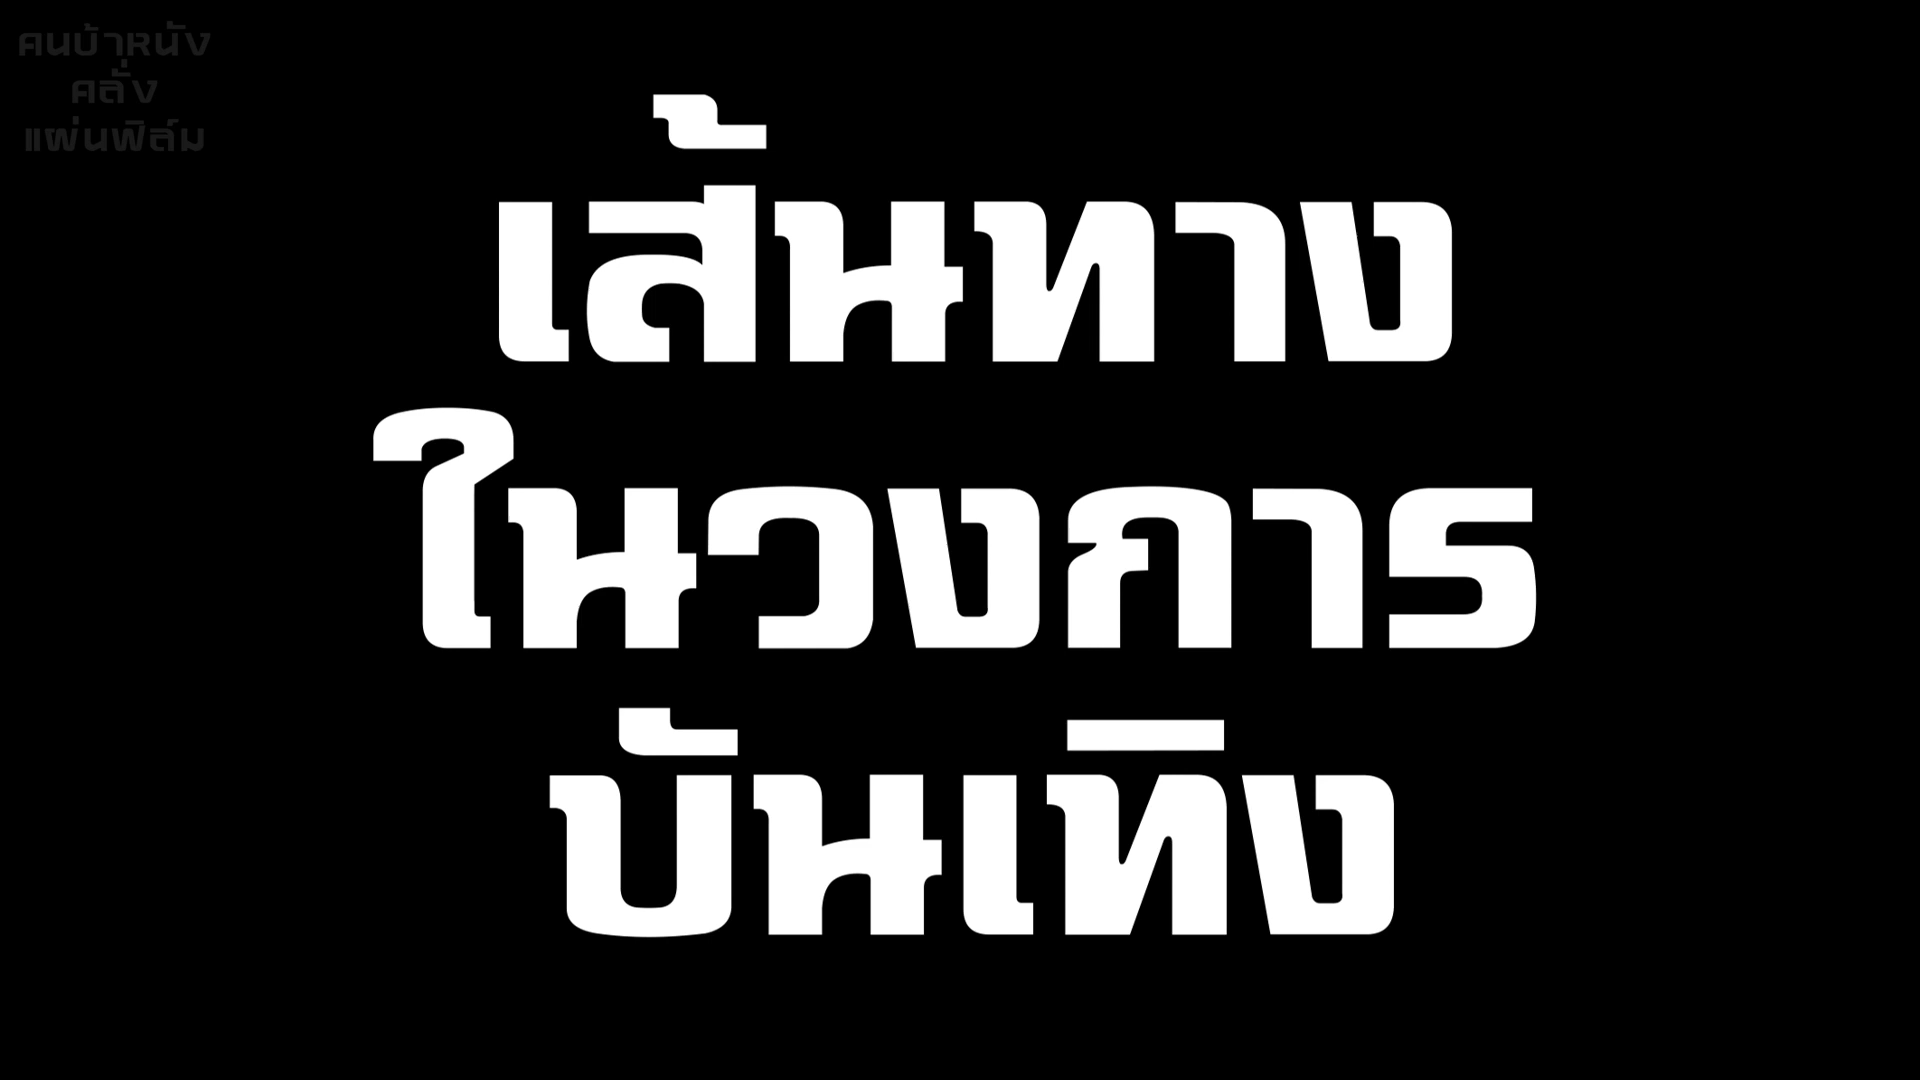 คนบ้าหนัง
คลั่ง
แผ่นฟิล์ม
เส้นทาง
ในวงการ
บันเทิง